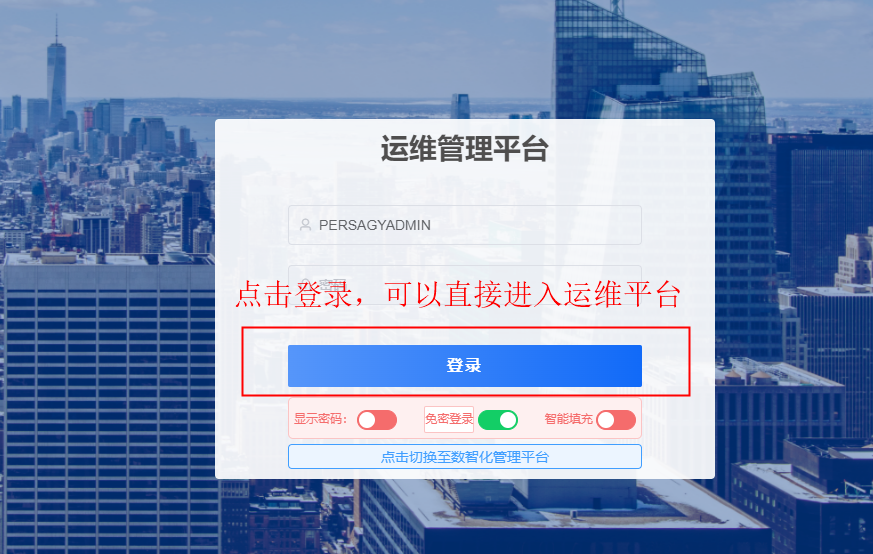 运维管理平台
PERSAGYADMIN
密码
点击登录，可以直接进入运维平台
登录
显示密码： 免密登录 智能填充
点击切换至数智化管理平台